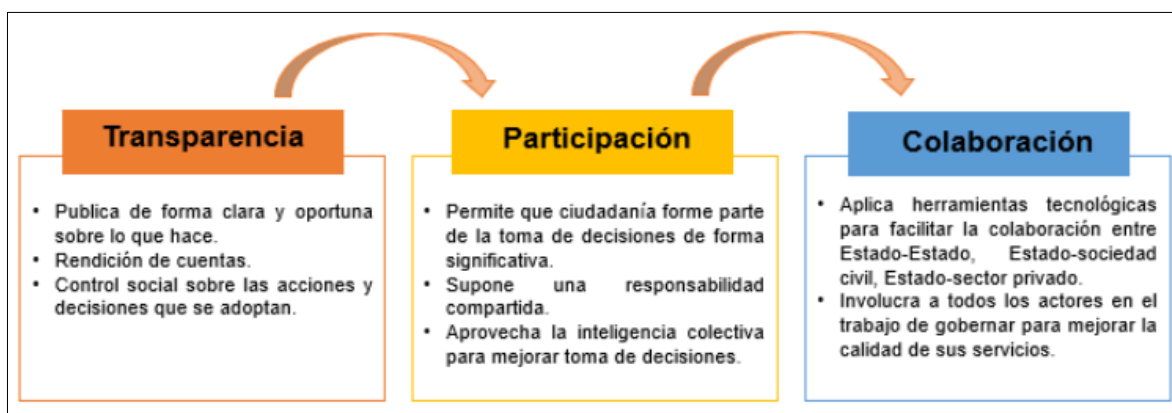 Transparencia
• Publica de forma clara y oportuna
sobre lo que hace.
• Rendición de cuentas.
• Control social sobre las acciones y
decisiones que se adoptan.
Participación
• Permite que ciudadanía forme parte
de la toma de decisiones de forma
significativa.
• Supone una responsabilidad
compartida.
• Aprovecha la inteligencia colectiva
para mejorar toma de decisiones.
Colaboración
• Aplica herramientas tecnológicas
para facilitar la colaboración entre
Estado-Estado, Estado-sociedad
civil, Estado-sector privado.
• Involucra a todos los actores en el
trabajo de gobernar para mejorar la
calidad de sus servicios.